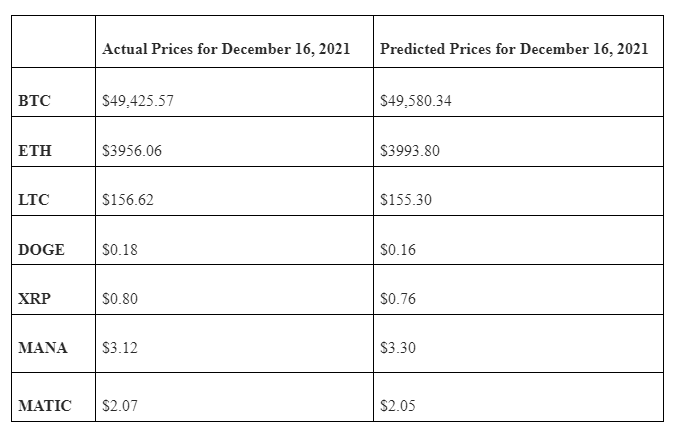 Actual Prices for December 16, 2021 Predicted Prices for December 16, 2021
BTC $49,425.57 $49,580.34
ETH $3956.06 $3993.80
LTC $156.62 $155.30
DOGE $0.18 $0.16
XRP $0.80 $0.76
MANA $3.12 $3.30
MATIC $2.07 $2.05